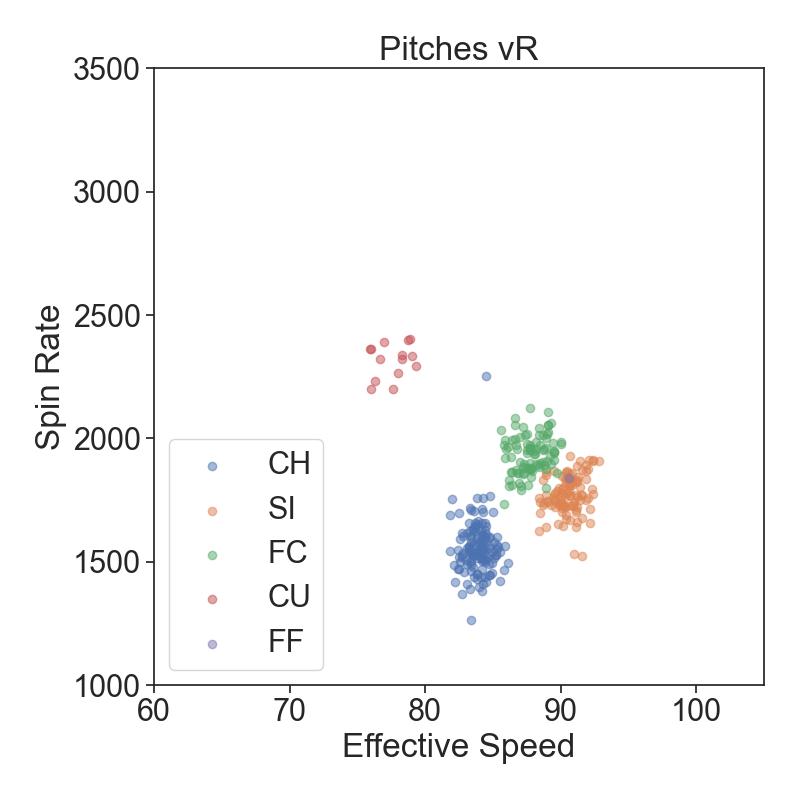 Pitches vR
3500
3000
2500
2000
1500
1000
Spin Rate
CH
SI
FC
CU
FF
60 70 80 90 100
Effective Speed